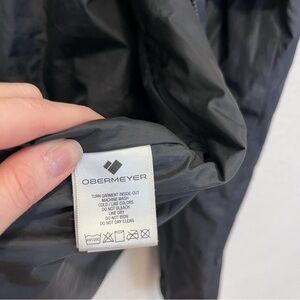 OBERMEYER
TURN GARMENT INSIDE-OUT
MACHINE WASH
COLD / LIKE COLORS
DO NOT BLEACH
LINE DRY
DO NOT IRON
DO NOT DRY CLEAN